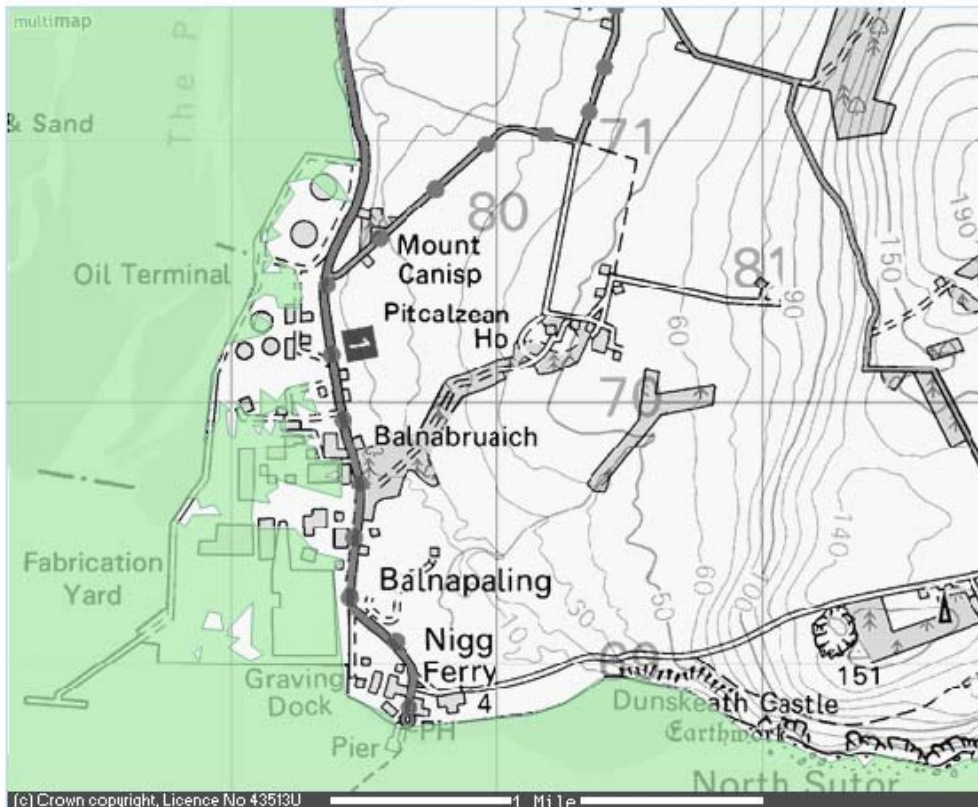 multimap
The P
& Sand
71
80
190
Mount
Canisp
150
Oil Terminal
81
90
Pitcalzean
Ho
60
1
70
Balnabruaich
140
Fabrication
Yard
Balnapaling
60
70
50
30
10
Nigg
Ferry
69
151
Graving
Dock
4
Dunskeath Castle
Earthwork
PH
Pier
North Sutor
(c) Crown copyright, Licence No 43513U
1 Mile